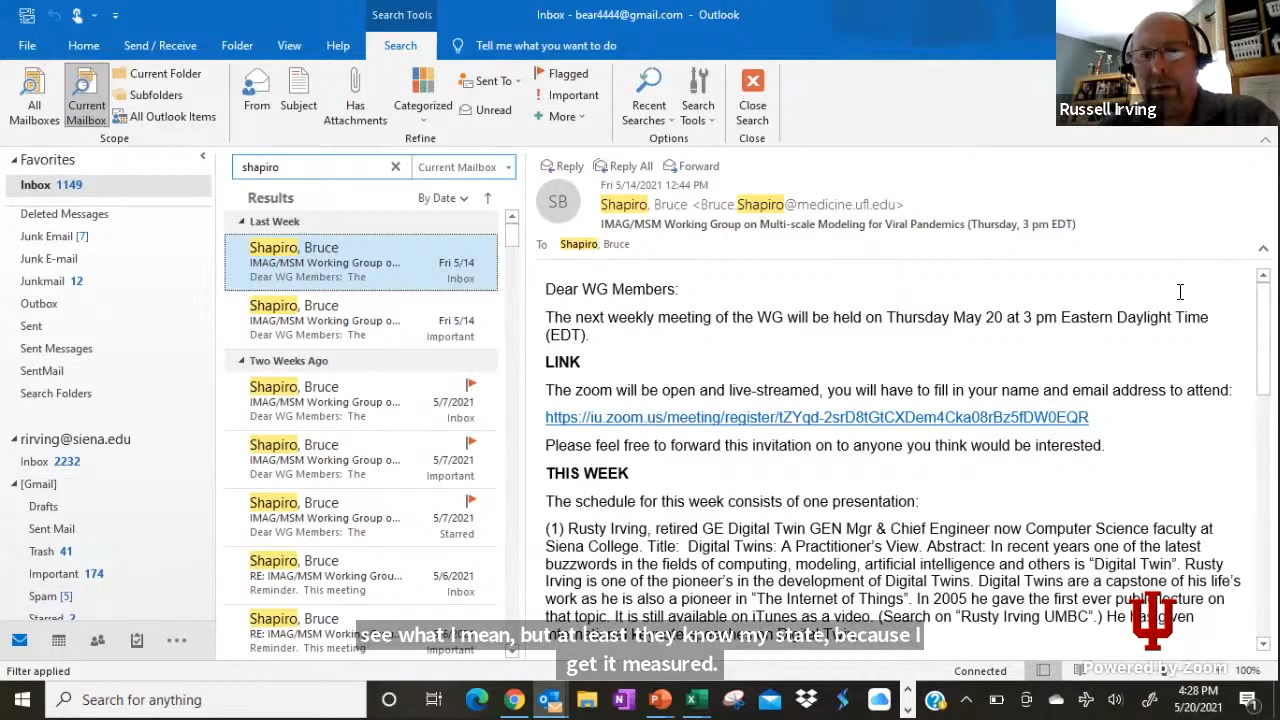 Search Tools
Inbox - bear4444@gmail.com - Outlook
File Home Send / Receive Folder View Help Search Tell me what you want to do
All Mailboxes
Current Mailbox
Current Folder
Subfolders
All Outlook Items
Scope
From
Subject
Has Attachments
Categorized
Sent To
Unread
Flagged
Important
More
Refine
Recent Searches
Search Tools
Options
Close Search
Close
Russell Irving
Favorites
Inbox 1149
Deleted Messages
Junk Email [7]
Junk E-mail
Junkmail 12
Outbox
Sent
Sent Messages
SentMail
Search Folders
rirving@siena.edu
Inbox 2232
[Gmail]
Drafts
Sent Mail
Trash 41
Important 174
Spam [5]
Starred 2
shapiro
Current Mailbox
Results By Date
Last Week
Shapiro, Bruce
IMAG/MSM Working Group o... Fri 5/14
Dear WG Members: The Inbox
Shapiro, Bruce
IMAG/MSM Working Group o... Fri 5/14
Dear WG Members: The Important
Two Weeks Ago
Shapiro, Bruce
IMAG/MSM Working Group o... 5/7/2021
Dear WG Members: The Inbox
Shapiro, Bruce
IMAG/MSM Working Group o... 5/7/2021
Dear WG Members: The Important
Shapiro, Bruce
IMAG/MSM Working Group o... 5/7/2021
Dear WG Members: The Starred
Shapiro, Bruce
RE: IMAG/MSM Working Grou... 5/6/2021
Reminder. This meeting Inbox
Shapiro, Bruce
RE: IMAG/MSM Working Grou... 5/6/2021
Reminder. This meeting Important
Reply Reply All Forward
SB
Fri 5/14/2021 12:44 PM
Shapiro, Bruce <Bruce.Shapiro@medicine.ufl.edu>
IMAG/MSM Working Group on Multi-scale Modeling for Viral Pandemics (Thursday, 3 pm EDT)
To Shapiro, Bruce
Dear WG Members:
The next weekly meeting of the WG will be held on Thursday May 20 at 3 pm Eastern Daylight Time
(EDT).
LINK
The zoom will be open and live-streamed, you will have to fill in your name and email address to attend:
https://iu.zoom.us/meeting/register/tZYqd-2srD8tGtCXDem4Cka08rBz5fDW0EQR
Please feel free to forward this invitation on to anyone you think would be interested.
THIS WEEK
The schedule for this week consists of one presentation:
(1) Rusty Irving, retired GE Digital Twin GEN Mgr & Chief Engineer now Computer Science faculty at
Siena College. Title: Digital Twins: A Practitioner's View. Abstract: In recent years one of the latest
buzzwords in the fields of computing, modeling, artificial intelligence and others is "Digital Twin". Rusty
Irving is one of the pioneer's in the development of Digital Twins. Digital Twins are a capstone of his life's
work as he is also a pioneer in "The Internet of Things". In 2005 he gave the first ever public lecture on
that topic. It is still available on iTunes as a video. (Search on "Rusty Irving UMBC".) He has given
see what I mean, but at least they know my state, because I
get it measured.
Powered by Zoom
Filter applied
Connected
100%
Search for anything
4:28 PM
5/20/2021